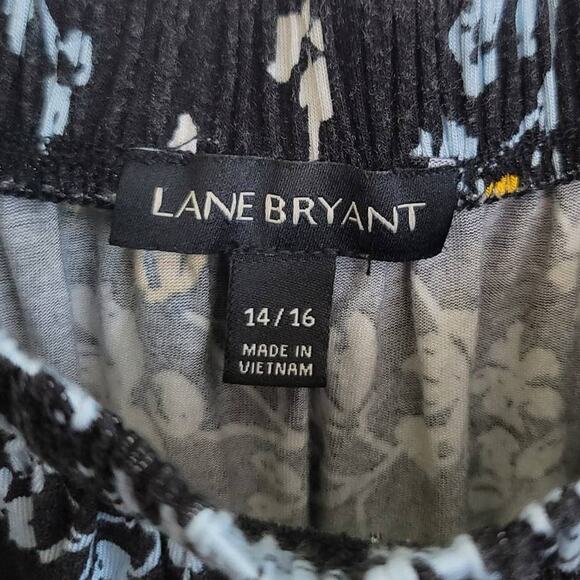 LANE BRYANT
14/16
MADE IN
VIETNAM